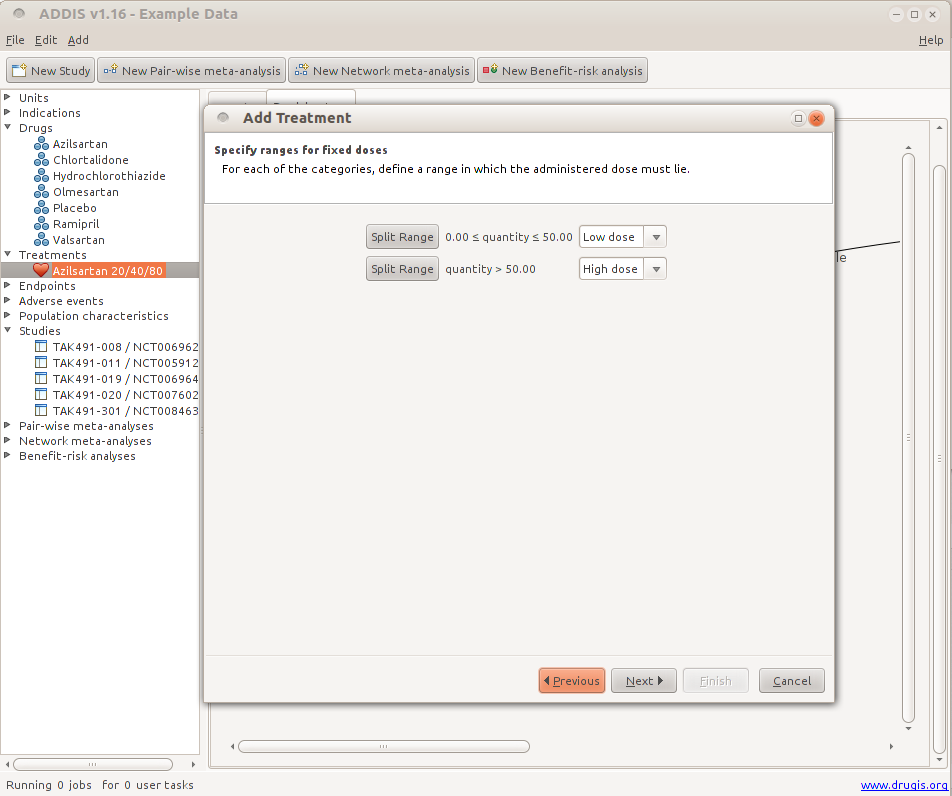 ADDIS v1.16 - Example Data
File Edit Add Help
New Study New Pair-wise meta-analysis New Network meta-analysis New Benefit-risk analysis
Units
Indications
Drugs
Azilsartan
Chlortalidone
Hydrochlorothiazide
Olmesartan
Placebo
Ramipril
Valsartan
Treatments
Azilsartan 20/40/80
Endpoints
Adverse events
Population characteristics
Studies
TAK491-008 / NCT006962
TAK491-011 / NCT005912
TAK491-019 / NCT006964
TAK491-020 / NCT007602
TAK491-301 / NCT008463
Pair-wise meta-analyses
Network meta-analyses
Benefit-risk analyses
Add Treatment
Specify ranges for fixed doses
For each of the categories, define a range in which the administered dose must lie.
Split Range 0.00 ≤ quantity ≤ 50.00 Low dose
Split Range quantity > 50.00 High dose
Previous Next Finish Cancel
Running 0 jobs for 0 user tasks
www.drugis.org